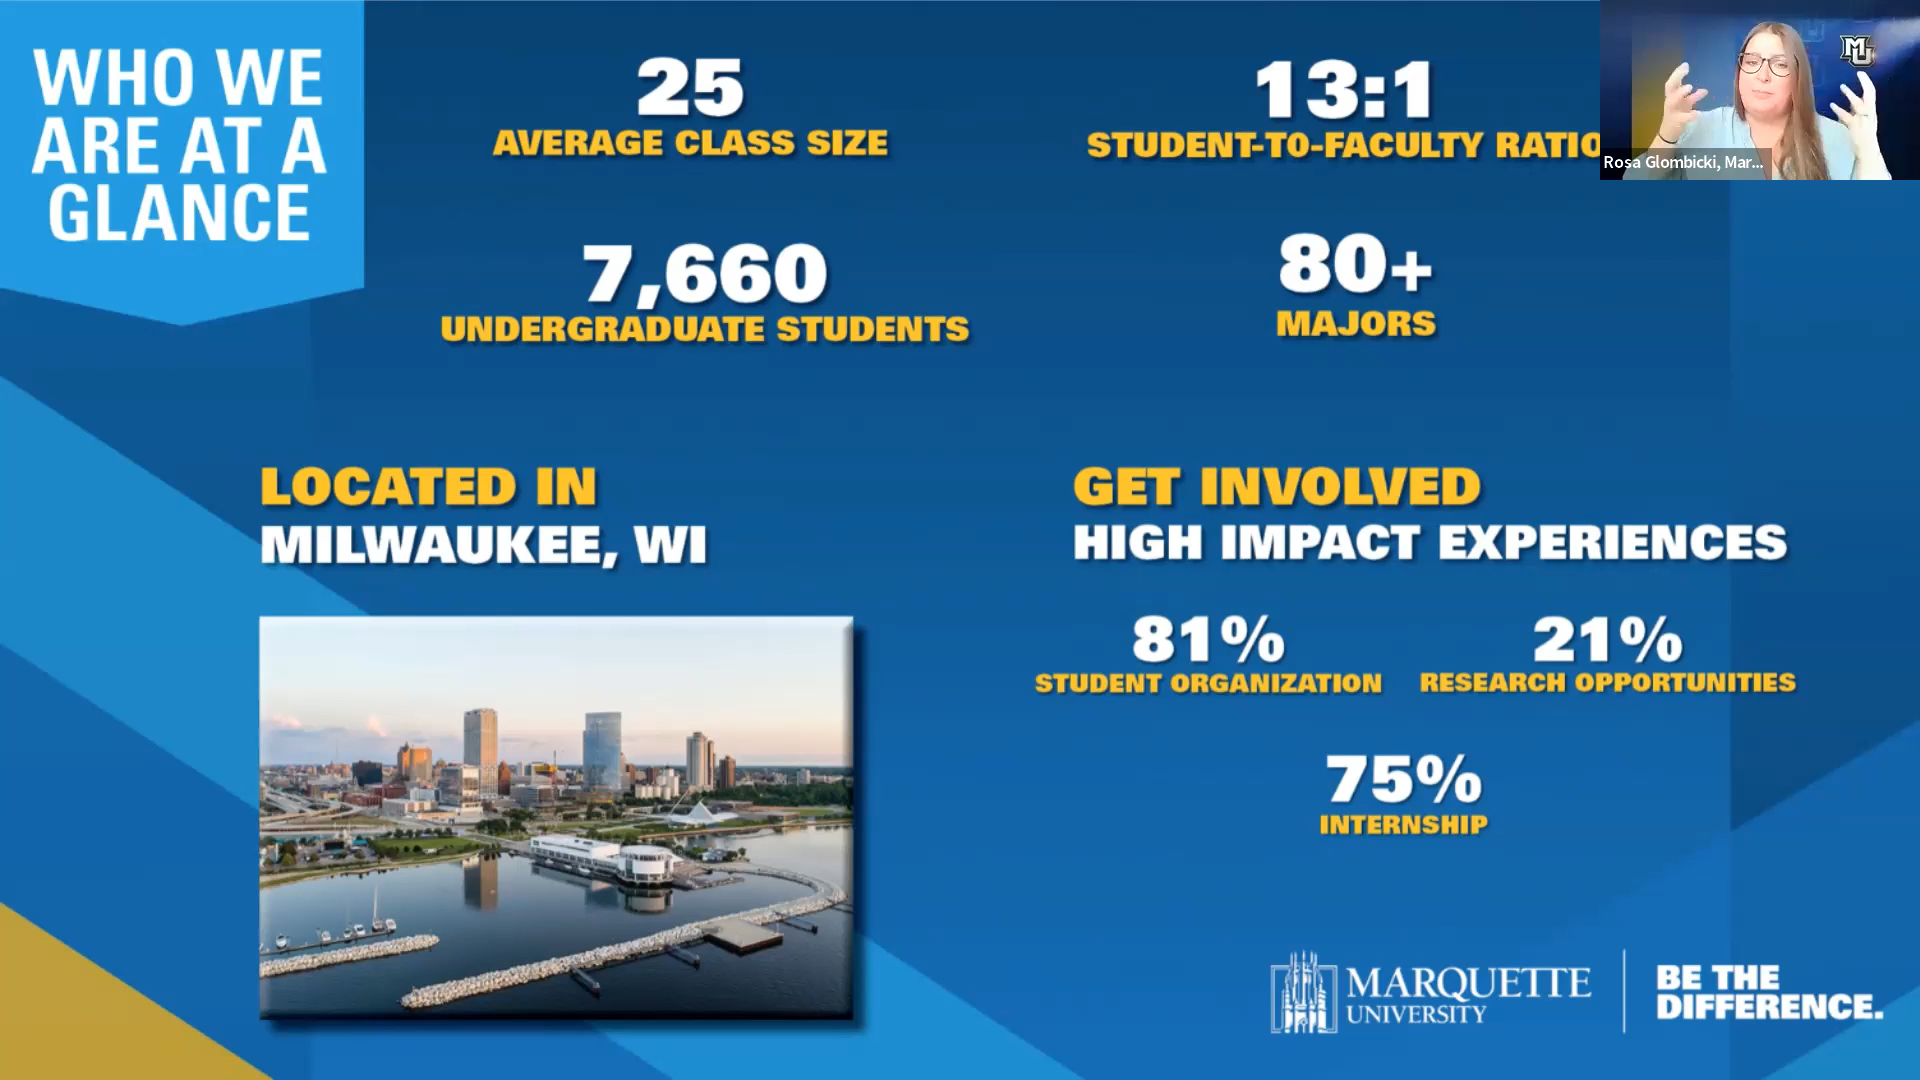 WHO WE
ARE AT A
GLANCE
25
AVERAGE CLASS SIZE
13:1
STUDENT-TO-FACULTY RATIO
MU
Rosa Glombicki, Mar...
7,660
UNDERGRADUATE STUDENTS
80+
MAJORS
LOCATED IN
MILWAUKEE, WI
GET INVOLVED
HIGH IMPACT EXPERIENCES
81%
STUDENT ORGANIZATION
21%
RESEARCH OPPORTUNITIES
75%
INTERNSHIP
MARQUETTE
UNIVERSITY
BE THE
DIFFERENCE.